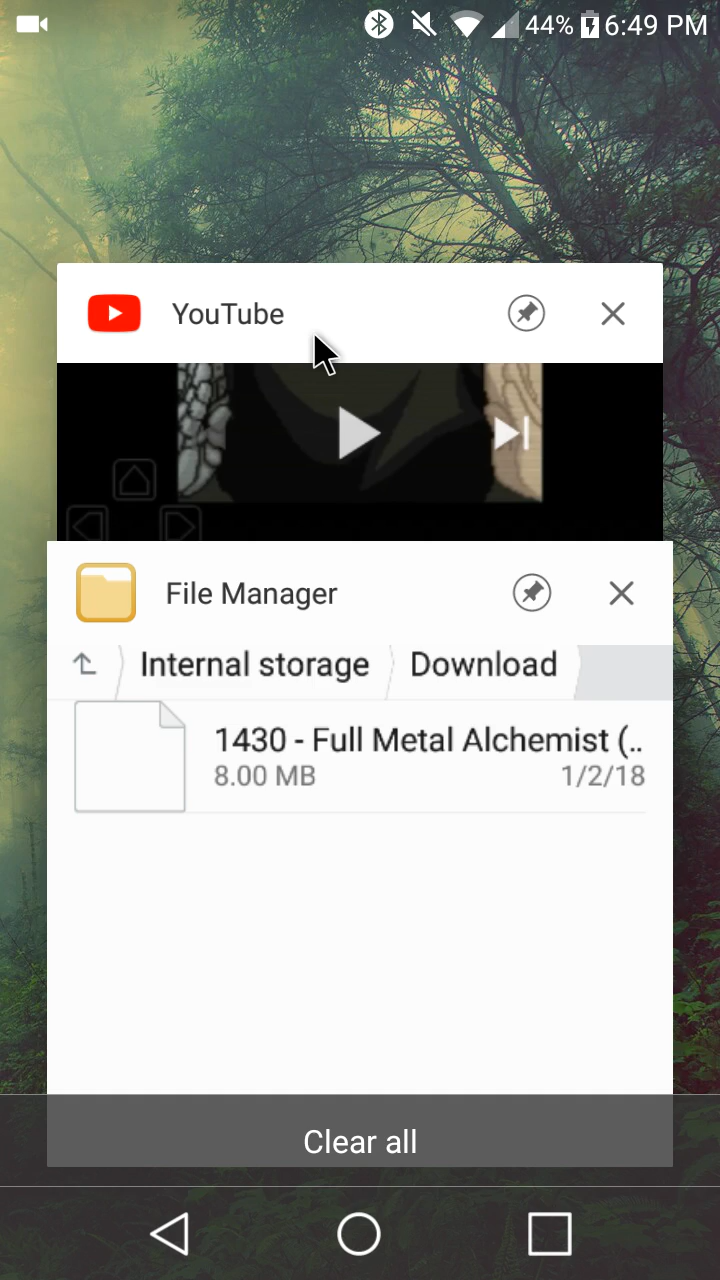 44% 6:49 PM
YouTube
File Manager
Internal storage Download
1430 - Full Metal Alchemist (..
8.00 MB 1/2/18
Clear all